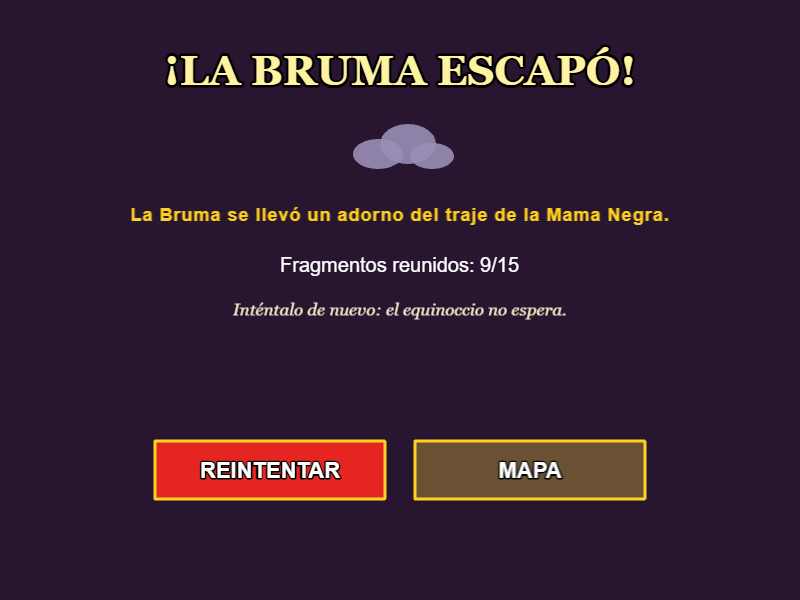 ¡LA BRUMA ESCAPÓ!
La Bruma se llevó un adorno del traje de la Mama Negra.
Fragmentos reunidos: 9/15
Inténtalo de nuevo: el equinoccio no espera.
REINTENTAR
MAPA